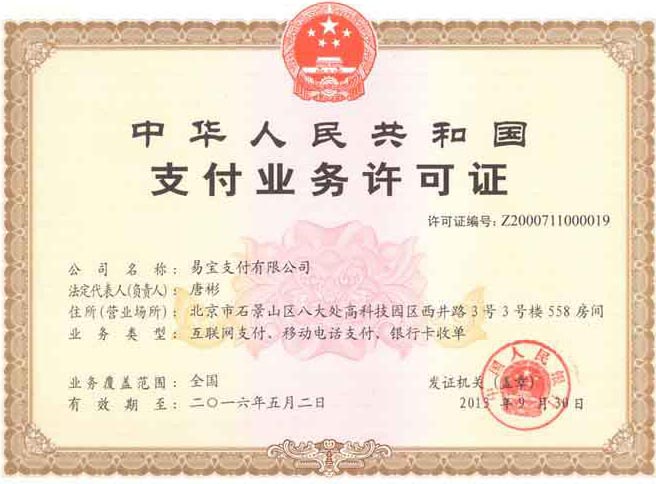 中华人民共和国
支付业务许可证
许可证编号: Z2000711000019
公司名称: 易宝支付有限公司
法定代表人(负责人): 唐彬
住所(营业场所): 北京市石景山区八大处高科技园区西井路3号3号楼558房间
业务类型: 互联网支付、移动电话支付、银行卡收单
业务覆盖范围: 全国
有效期至: 二〇一六年五月二日
发证机关(盖章)
中国人民银
2015年9月30日